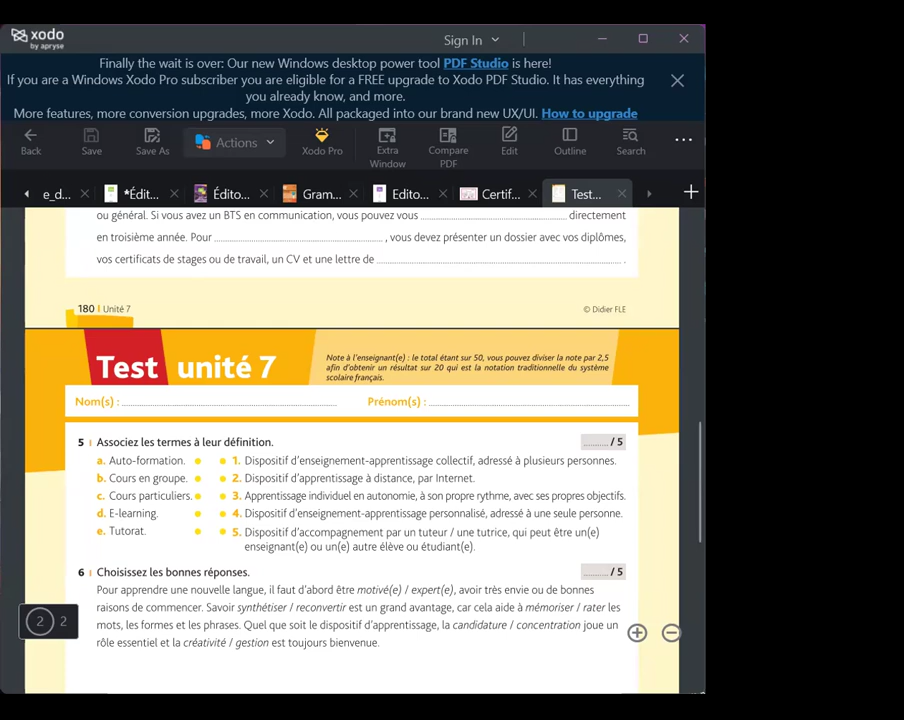 xodo
by apryse
Sign In
Finally the wait is over: Our new Windows desktop power tool PDF Studio is here!
If you are a Windows Xodo Pro subscriber you are eligible for a FREE upgrade to Xodo PDF Studio. It has everything
you already know, and more.
More features, more conversion upgrades, more Xodo. All packaged into our brand new UX/UI. How to upgrade
Back
Save
Save As
Actions
Xodo Pro
Extra Window
Compare PDF
Edit
Outline
Search
e_d...
*Édit...
Édito...
Gram...
Edito...
Certif...
Test...
ou général. Si vous avez un BTS en communication, vous pouvez vous ........ directement
en troisième année. Pour ........ , vous devez présenter un dossier avec vos diplômes,
vos certificats de stages ou de travail, un CV et une lettre de ........ .
180 | Unité 7
© Didier FLE
Test unité 7
Note à l'enseignant(e) : le total étant sur 50, vous pouvez diviser la note par 2,5
afin d'obtenir un résultat sur 20 qui est la notation traditionnelle du système
scolaire français.
Nom(s) : ........ Prénom(s) : ........
5 | Associez les termes à leur définition. ........ / 5
a. Auto-formation. 1. Dispositif d'enseignement-apprentissage collectif, adressé à plusieurs personnes.
b. Cours en groupe. 2. Dispositif d'apprentissage à distance, par Internet.
c. Cours particuliers. 3. Apprentissage individuel en autonomie, à son propre rythme, avec ses propres objectifs.
d. E-learning. 4. Dispositif d'enseignement-apprentissage personnalisé, adressé à une seule personne.
e. Tutorat. 5. Dispositif d'accompagnement par un tuteur / une tutrice, qui peut être un(e)
enseignant(e) ou un(e) autre élève ou étudiant(e).
6 | Choisissez les bonnes réponses. ........ / 5
Pour apprendre une nouvelle langue, il faut d'abord être motivé(e) / expert(e), avoir très envie ou de bonnes
raisons de commencer. Savoir synthétiser / reconvertir est un grand avantage, car cela aide à mémoriser / rater les
mots, les formes et les phrases. Quel que soit le dispositif d'apprentissage, la candidature / concentration joue un
rôle essentiel et la créativité / gestion est toujours bienvenue.
2 2